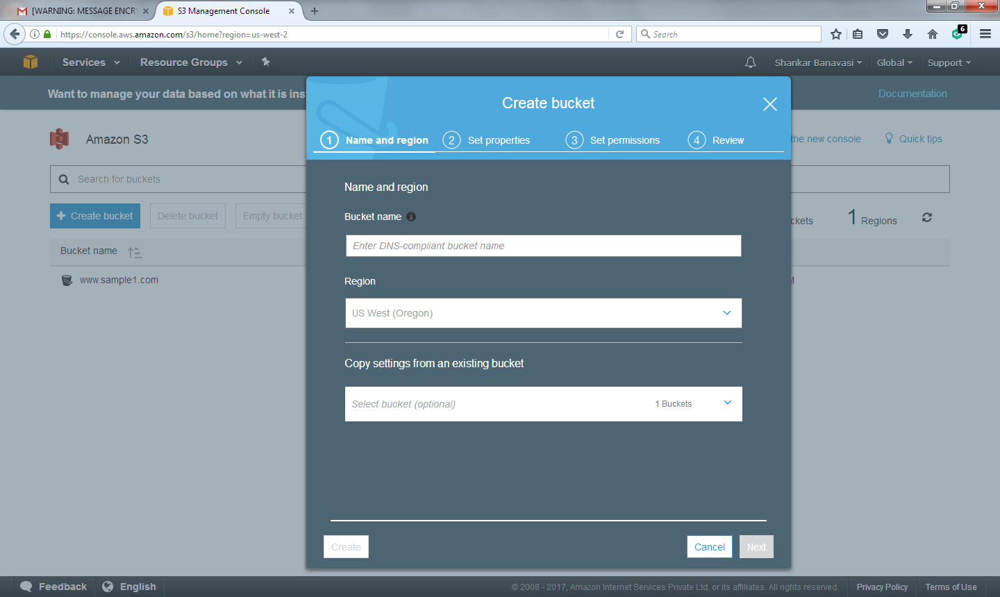 [WARNING: MESSAGE ENCRY
S3 Management Console
https://console.aws.amazon.com/s3/home?region=us-west-2
Search
6
Services
Resource Groups
Shankar Banavasi
Global
Support
Want to manage your data based on what it is ins
Documentation
Create bucket
1 Name and region
2 Set properties
3 Set permissions
4 Review
Amazon S3
the new console
Quick tips
Search for buckets
Name and region
Create bucket
Delete bucket
Empty bucket
ckets
1 Regions
Bucket name
Enter DNS-compliant bucket name
Bucket name
www.sample1.com
Region
US West (Oregon)
Copy settings from an existing bucket
Select bucket (optional)
1 Buckets
Create
Cancel
Next
Feedback
English
© 2008 - 2017, Amazon Internet Services Private Ltd. or its affiliates. All rights reserved.
Privacy Policy
Terms of Use